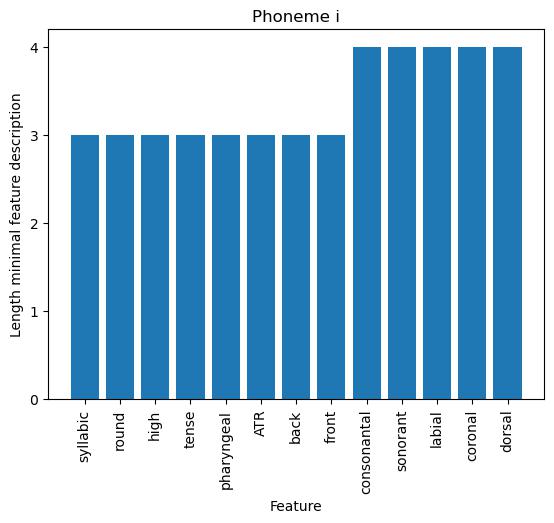 Phoneme i
Length minimal feature description
4
3
2
1
0
syllabic
round
high
tense
pharyngeal
ATR
back
front
consonantal
sonorant
labial
coronal
dorsal
Feature